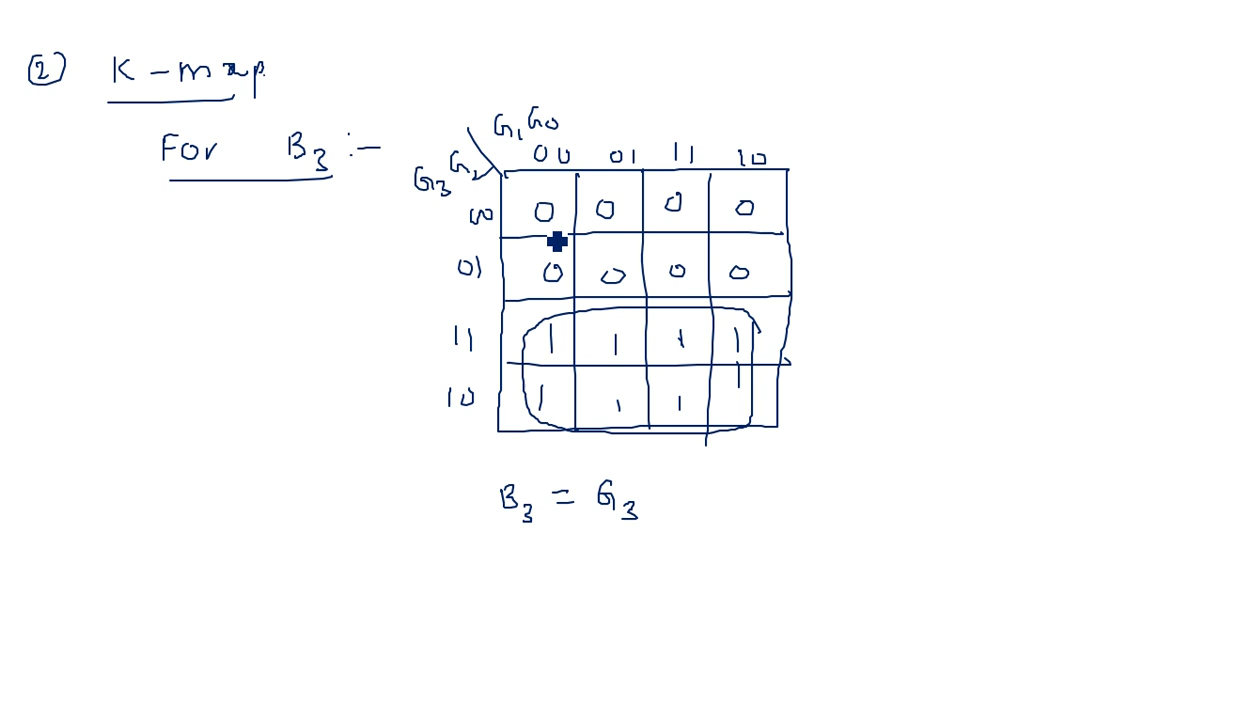 ② K-map
For B₃ :-
G₁G₀
00 01 11 10
G₃G₂
00 0 0 0 0
01 0 0 0 0
11 1 1 1 1
10 1 1 1 1
B₃ = G₃